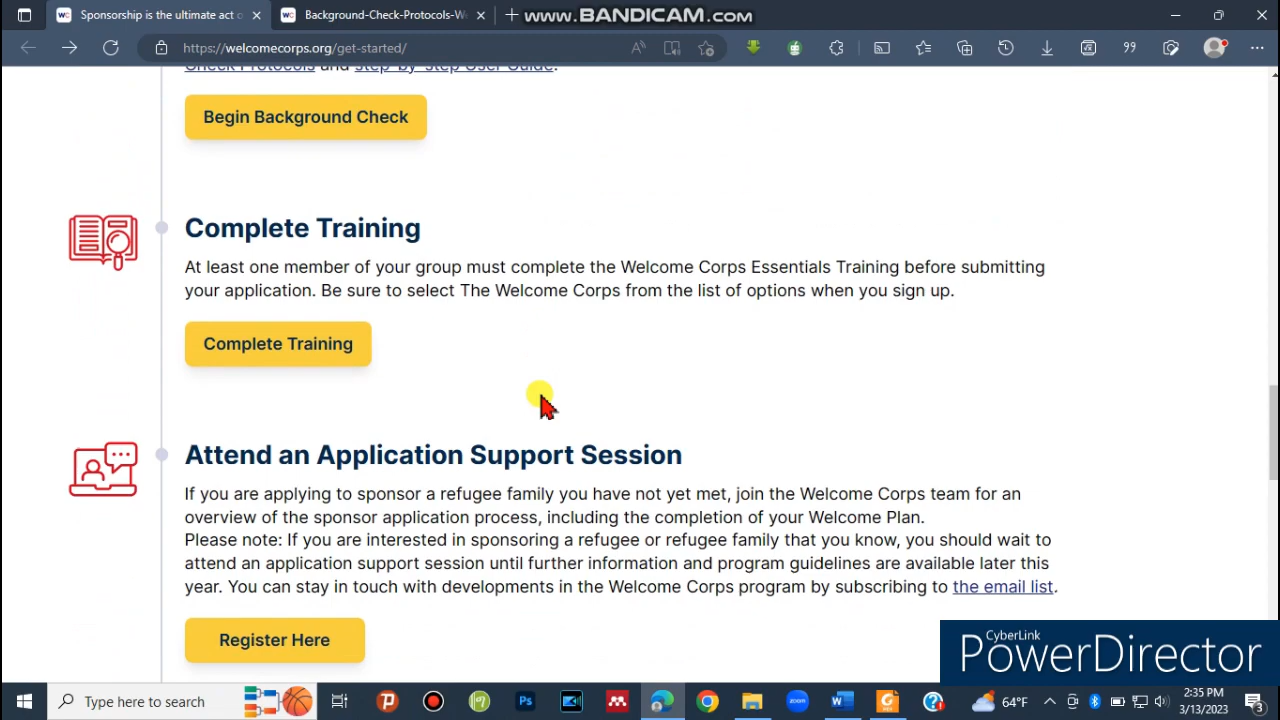 Sponsorship is the ultimate act o
Background-Check-Protocols-We
www.BANDICAM.com
https://welcomecorps.org/get-started/
Check Protocols and step-by-step User Guide.
Begin Background Check
Complete Training
At least one member of your group must complete the Welcome Corps Essentials Training before submitting
your application. Be sure to select The Welcome Corps from the list of options when you sign up.
Complete Training
Attend an Application Support Session
If you are applying to sponsor a refugee family you have not yet met, join the Welcome Corps team for an
overview of the sponsor application process, including the completion of your Welcome Plan.
Please note: If you are interested in sponsoring a refugee or refugee family that you know, you should wait to
attend an application support session until further information and program guidelines are available later this
year. You can stay in touch with developments in the Welcome Corps program by subscribing to the email list.
Register Here
CyberLink
PowerDirector
Type here to search
64°F
2:35 PM
3/13/2023
3